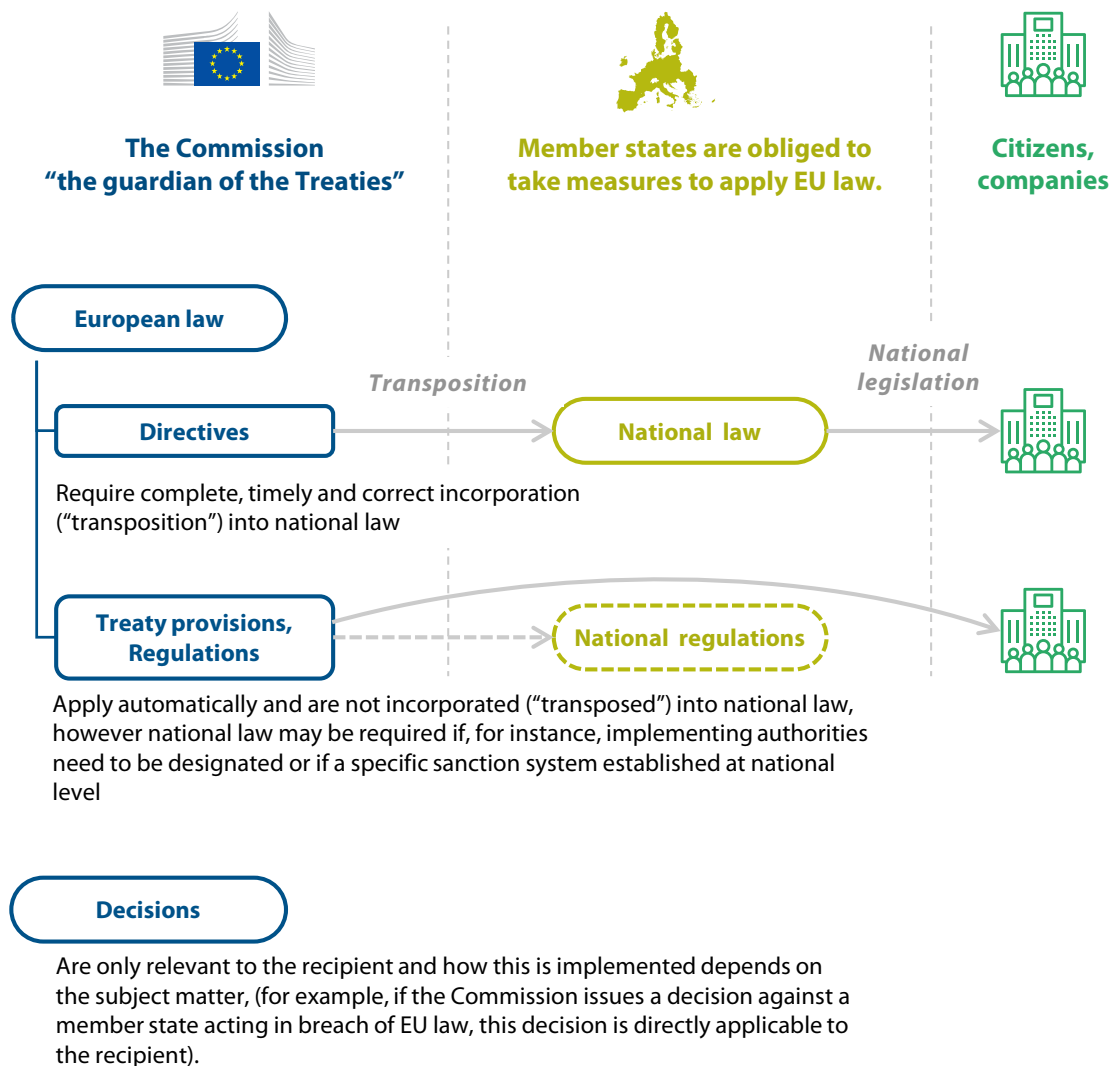 The Commission
“the guardian of the Treaties”
Member states are obliged to
take measures to apply EU law.
Citizens,
companies
European law
Transposition
National
legislation
Directives
National law
Require complete, timely and correct incorporation
(“transposition”) into national law
Treaty provisions,
Regulations
National regulations
Apply automatically and are not incorporated (“transposed”) into national law,
however national law may be required if, for instance, implementing authorities
need to be designated or if a specific sanction system established at national
level
Decisions
Are only relevant to the recipient and how this is implemented depends on
the subject matter, (for example, if the Commission issues a decision against a
member state acting in breach of EU law, this decision is directly applicable to
the recipient).